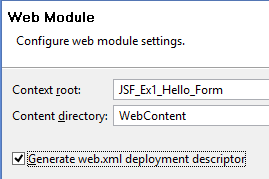 Web Module
Configure web module settings.
Context root: JSF_Ex1_Hello_Form
Content directory: WebContent
Generate web.xml deployment descriptor